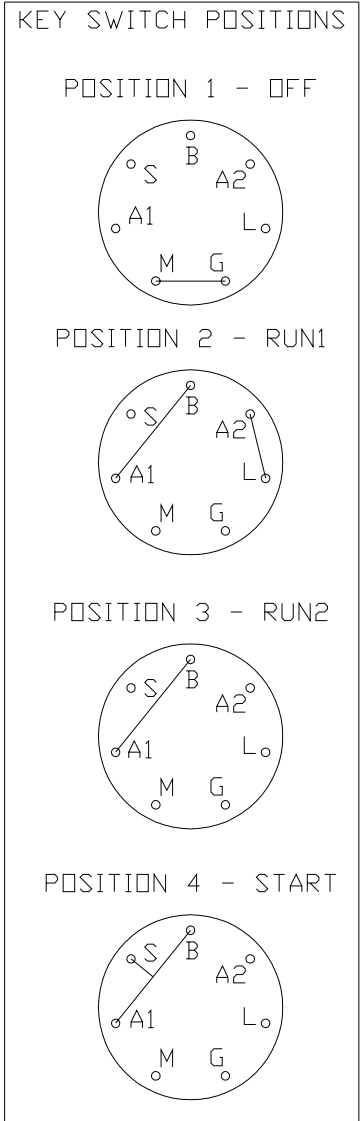 KEY SWITCH POSITIONS
POSITION 1 - OFF
B
S A2
A1 L
M G
POSITION 2 - RUN1
B
S A2
A1 L
M G
POSITION 3 - RUN2
B
S A2
A1 L
M G
POSITION 4 - START
B
S A2
A1 L
M G